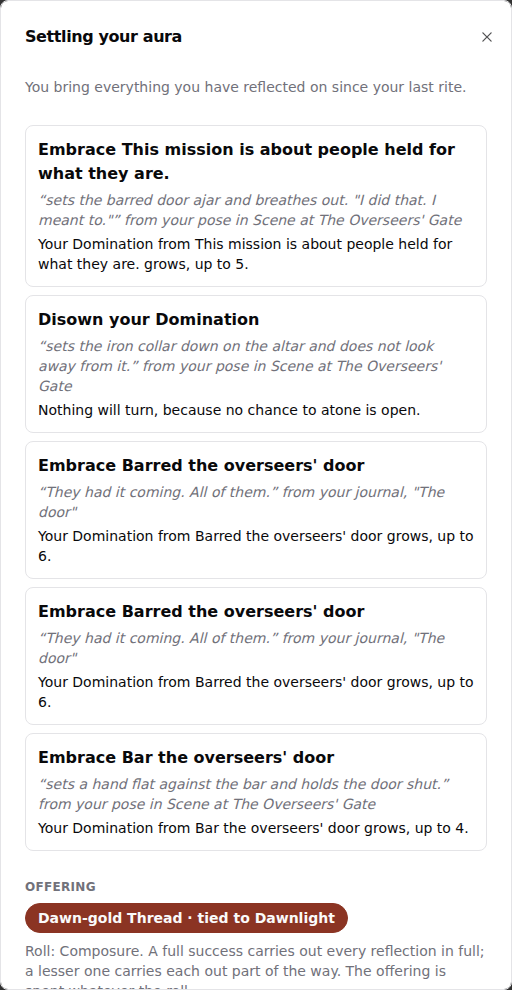 Settling your aura
You bring everything you have reflected on since your last rite.
Embrace This mission is about people held for
what they are.
“sets the barred door ajar and breathes out. "I did that. I
meant to."” from your pose in Scene at The Overseers' Gate
Your Domination from This mission is about people held for
what they are. grows, up to 5.
Disown your Domination
“sets the iron collar down on the altar and does not look
away from it.” from your pose in Scene at The Overseers'
Gate
Nothing will turn, because no chance to atone is open.
Embrace Barred the overseers' door
“They had it coming. All of them.” from your journal, "The
door"
Your Domination from Barred the overseers' door grows, up to
6.
Embrace Barred the overseers' door
“They had it coming. All of them.” from your journal, "The
door"
Your Domination from Barred the overseers' door grows, up to
6.
Embrace Bar the overseers' door
“sets a hand flat against the bar and holds the door shut.”
from your pose in Scene at The Overseers' Gate
Your Domination from Bar the overseers' door grows, up to 4.
OFFERING
Dawn-gold Thread · tied to Dawnlight
Roll: Composure. A full success carries out every reflection in full;
a lesser one carries each out part of the way. The offering is
spent whatever the roll.